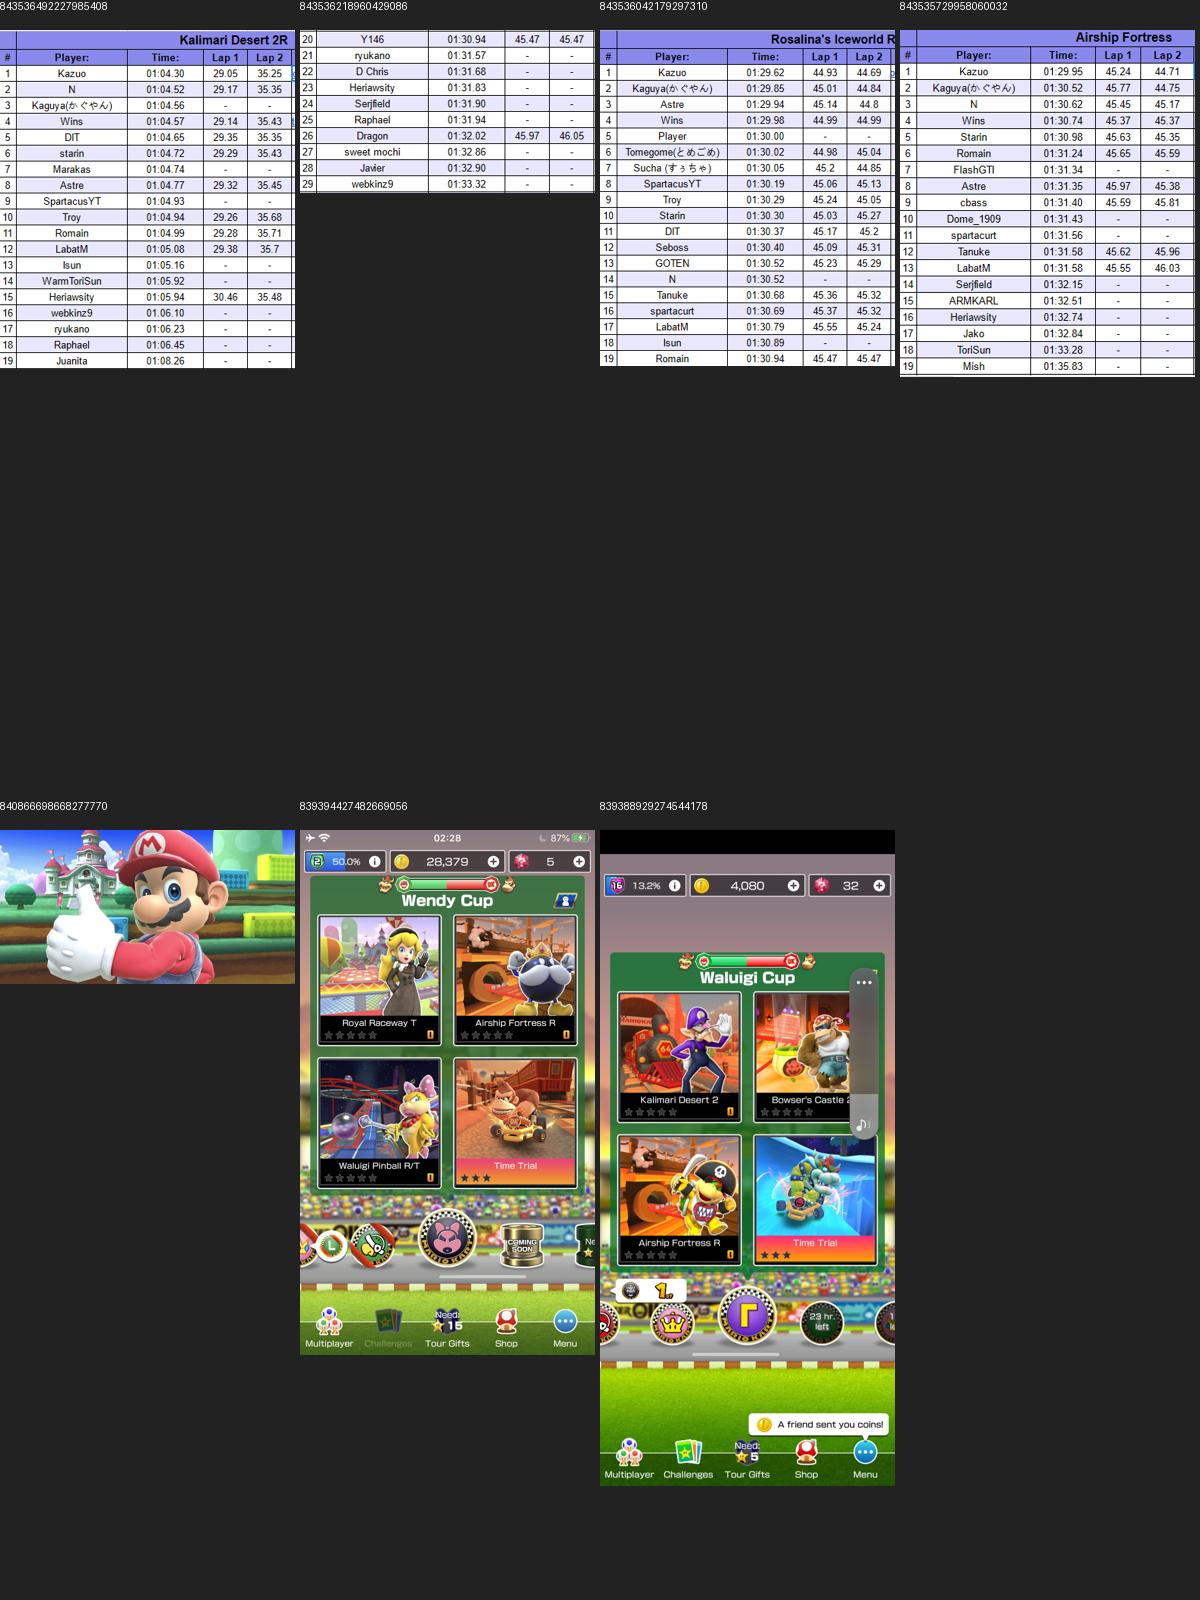 843536492227985408
843536218960429086
843536042179297310
843535729958060032
Kalimari Desert 2R
# Player: Time: Lap 1 Lap 2
1 Kazuo 01:04.30 29.05 35.25
2 N 01:04.52 29.17 35.35
3 Kaguya(かぐやん) 01:04.56 - -
4 Wins 01:04.57 29.14 35.43
5 DIT 01:04.65 29.35 35.35
6 starin 01:04.72 29.29 35.43
7 Marakas 01:04.74 - -
8 Astre 01:04.77 29.32 35.45
9 SpartacusYT 01:04.93 - -
10 Troy 01:04.94 29.26 35.68
11 Romain 01:04.99 29.28 35.71
12 LabatM 01:05.08 29.38 35.7
13 Isun 01:05.16 - -
14 WarmToriSun 01:05.92 - -
15 Heriawsity 01:05.94 30.46 35.48
16 webkinz9 01.06.10 - -
17 ryukano 01:06.23 - -
18 Raphael 01:06.45 - -
19 Juanita 01:08.26 - -
20 Y146 01:30.94 45.47 45.47
21 ryukano 01:31.57 - -
22 D Chris 01:31.68 - -
23 Heriawsity 01:31.83 - -
24 Serjfield 01:31.90 - -
25 Raphael 01:31.94 - -
26 Dragon 01:32.02 45.97 46.05
27 sweet mochi 01:32.86 - -
28 Javier 01:32.90 - -
29 webkinz9 01:33.32 - -
Rosalina's Iceworld R
# Player: Time: Lap 1 Lap 2
1 Kazuo 01:29.62 44.93 44.69
2 Kaguya(かぐやん) 01:29.85 45.01 44.84
3 Astre 01:29.94 45.14 44.8
4 Wins 01:29.98 44.99 44.99
5 Player 01:30.00 - -
6 Tomegome(とめごめ) 01:30.02 44.98 45.04
7 Sucha (すぅちゃ) 01:30.05 45.2 44.85
8 SpartacusYT 01:30.19 45.06 45.13
9 Troy 01:30.29 45.24 45.05
10 Starin 01:30.30 45.03 45.27
11 DIT 01:30.37 45.17 45.2
12 Seboss 01:30.40 45.09 45.31
13 GOTEN 01:30.52 45.23 45.29
14 N 01:30.52 - -
15 Tanuke 01:30.68 45.36 45.32
16 spartacurt 01:30.69 45.37 45.32
17 LabatM 01:30.79 45.55 45.24
18 Isun 01:30.89 - -
19 Romain 01:30.94 45.47 45.47
Airship Fortress
# Player: Time: Lap 1 Lap 2
1 Kazuo 01:29.95 45.24 44.71
2 Kaguya(かぐやん) 01:30.52 45.77 44.75
3 N 01:30.62 45.45 45.17
4 Wins 01:30.74 45.37 45.37
5 Starin 01:30.98 45.63 45.35
6 Romain 01:31.24 45.65 45.59
7 FlashGTI 01:31.34 - -
8 Astre 01:31.35 45.97 45.38
9 cbass 01:31.40 45.59 45.81
10 Dome_1909 01:31.43 - -
11 spartacurt 01:31.56 - -
12 Tanuke 01:31.58 45.62 45.96
13 LabatM 01:31.58 45.55 46.03
14 Serjfield 01:32.15 - -
15 ARMKARL 01:32.51 - -
16 Heriawsity 01:32.74 - -
17 Jako 01:32.84 - -
18 ToriSun 01:33.28 - -
19 Mish 01:35.83 - -
840866698668277770
839394427482669056
839388929274544178
M
02:28 87%
2 50.0% i 28,379 5
Wendy Cup
Royal Raceway T
Airship Fortress R
Waluigi Pinball R/T
Time Trial
L
MARIO KART
COMING SOON
Need: 15
Multiplayer Challenges Tour Gifts Shop Menu
16 13.2% i 4,080 32
Waluigi Cup
64
Kalimari Desert 2
Bowser's Castle 2
Airship Fortress R
Time Trial
1
MARIO KART
23 hr. left
A friend sent you coins!
Need: 5
Multiplayer Challenges Tour Gifts Shop Menu